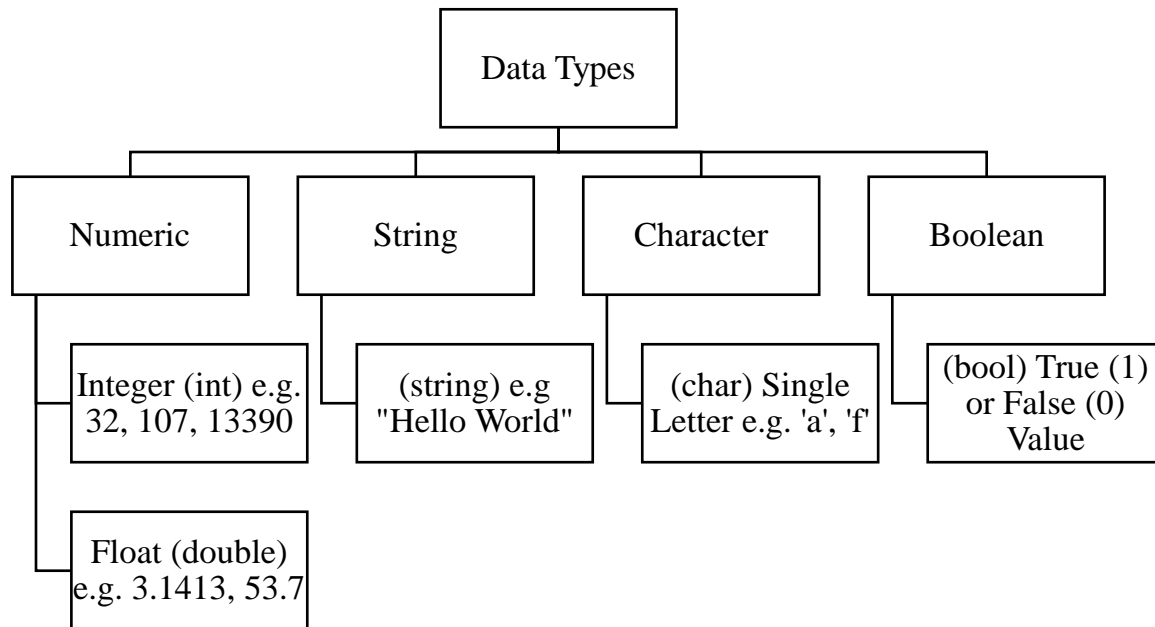 Data Types
Numeric
String
Character
Boolean
Integer (int) e.g.
32, 107, 13390
(string) e.g
"Hello World"
(char) Single
Letter e.g. 'a', 'f'
(bool) True (1)
or False (0)
Value
Float (double)
e.g. 3.1413, 53.7